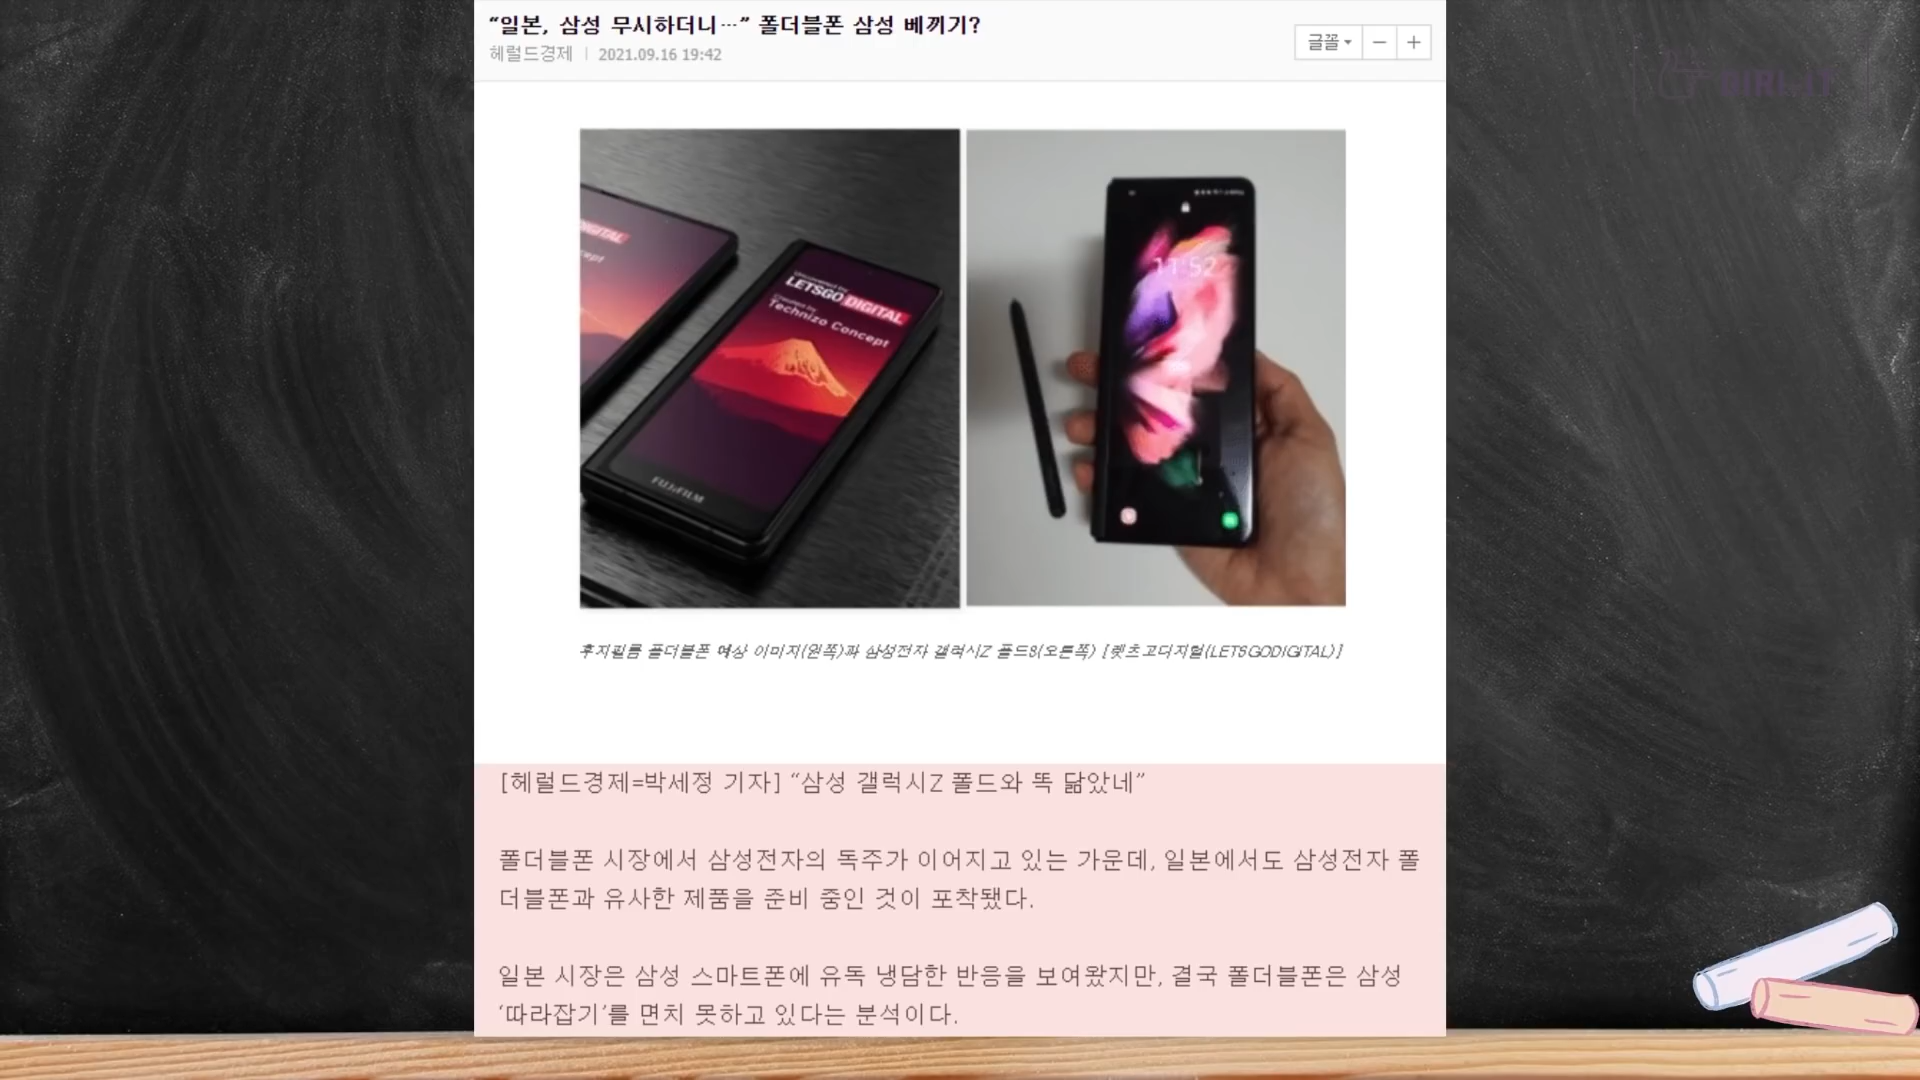 “일본, 삼성 무시하더니…” 폴더블폰 삼성 베끼기?
헤럴드경제 | 2021.09.16 19:42
글꼴
GIRL.IT
DIGITAL
cept
Uncovered by
LETSGO DIGITAL
Created by
Technizo Concept
FUJIFILM
11:52
후지필름 폴더블폰 예상 이미지(왼쪽)과 삼성전자 갤럭시Z 폴드3(오른쪽) [렛츠고디지털(LETSGODIGITAL)]
[헤럴드경제=박세정 기자] “삼성 갤럭시Z 폴드와 똑 닮았네”
폴더블폰 시장에서 삼성전자의 독주가 이어지고 있는 가운데, 일본에서도 삼성전자 폴
더블폰과 유사한 제품을 준비 중인 것이 포착됐다.
일본 시장은 삼성 스마트폰에 유독 냉담한 반응을 보여왔지만, 결국 폴더블폰은 삼성
‘따라잡기’를 면치 못하고 있다는 분석이다.